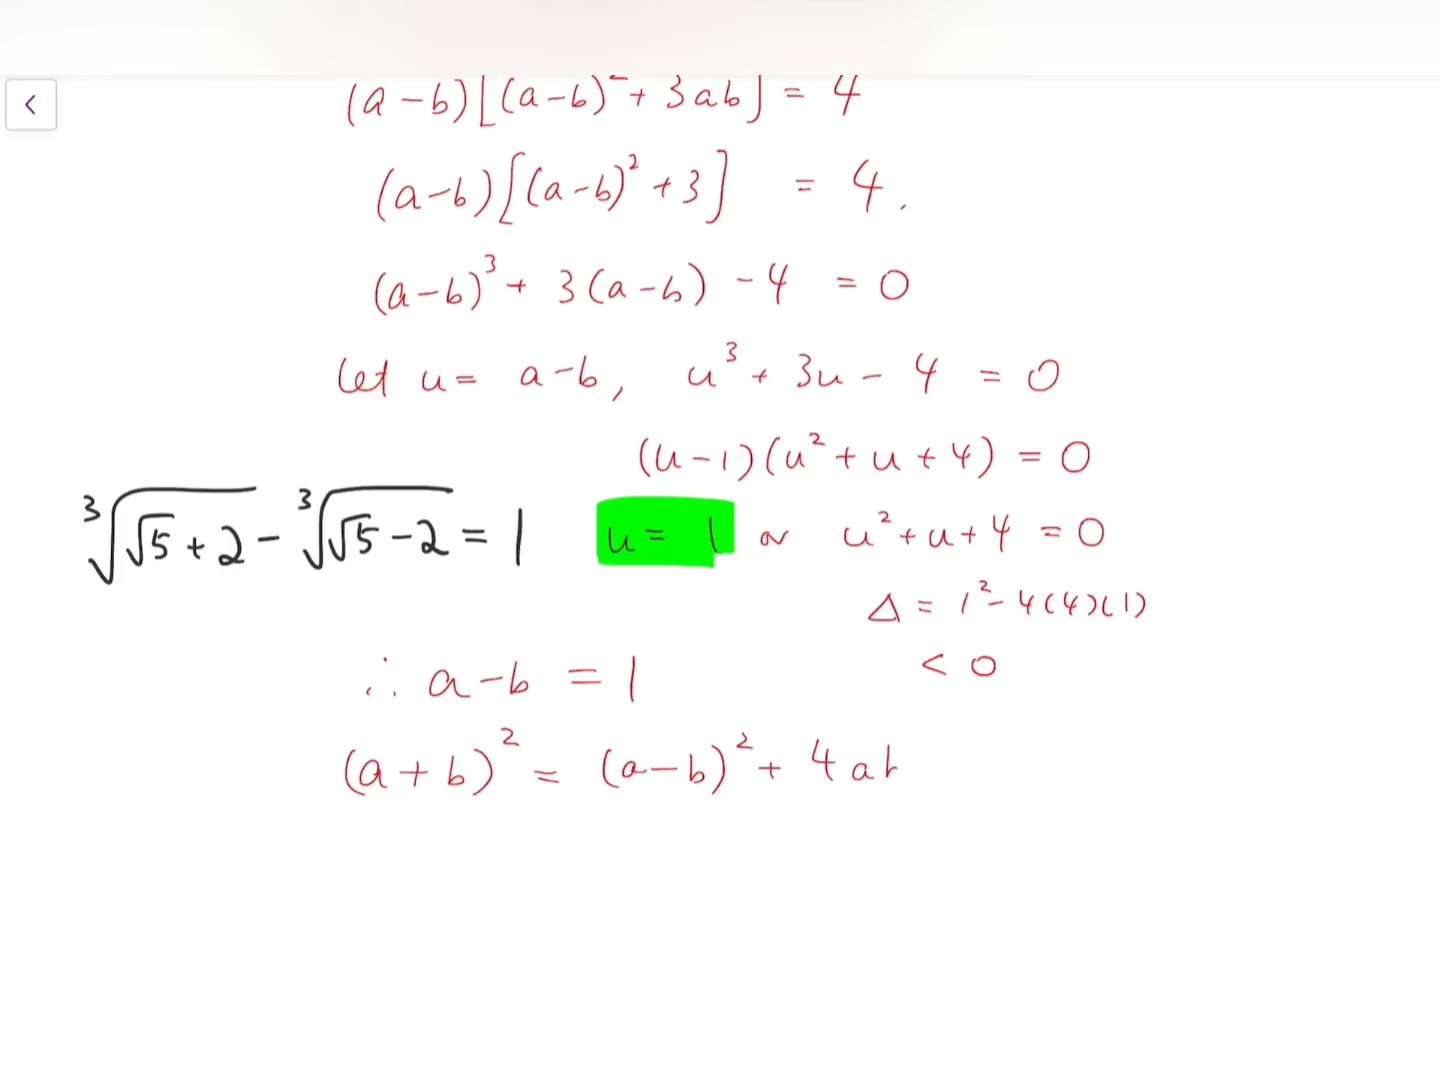 (a-b)[(a-b)²+3ab] = 4
(a-b)[(a-b)²+3] = 4.
(a-b)³+ 3(a-b) -4 = 0
let u= a-b, u³+ 3u- 4 = 0
(u-1)(u²+u+4) = 0
∛(√5+2) - ∛(√5-2) = 1 u= 1 or u²+u+4 = 0
Δ = 1²-4(4)(1)
< 0
∴ a-b = 1
(a+b)² = (a-b)²+ 4ab